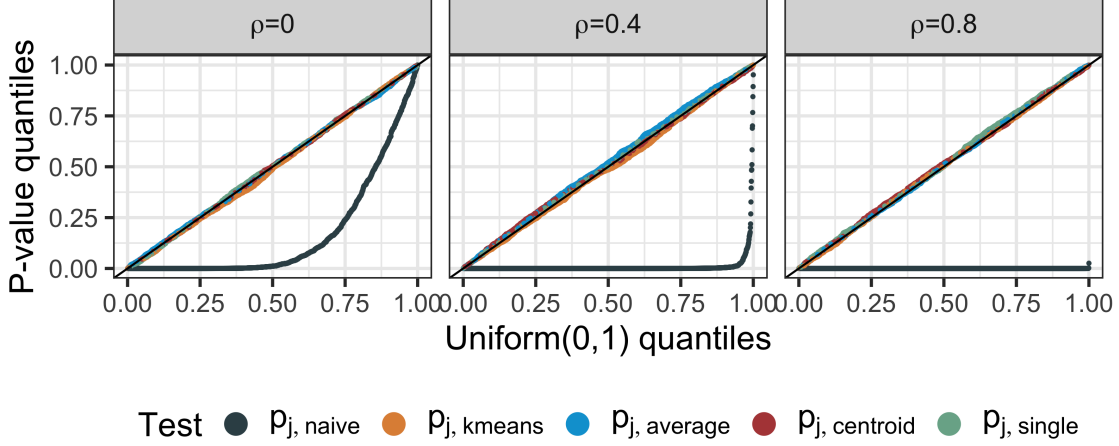 ρ=0 ρ=0.4 ρ=0.8
P-value quantiles
1.00
0.75
0.50
0.25
0.00
0.00 0.25 0.50 0.75 1.00 0.00 0.25 0.50 0.75 1.00 0.00 0.25 0.50 0.75 1.00
Uniform(0,1) quantiles
Test pj, naive pj, kmeans pj, average pj, centroid pj, single